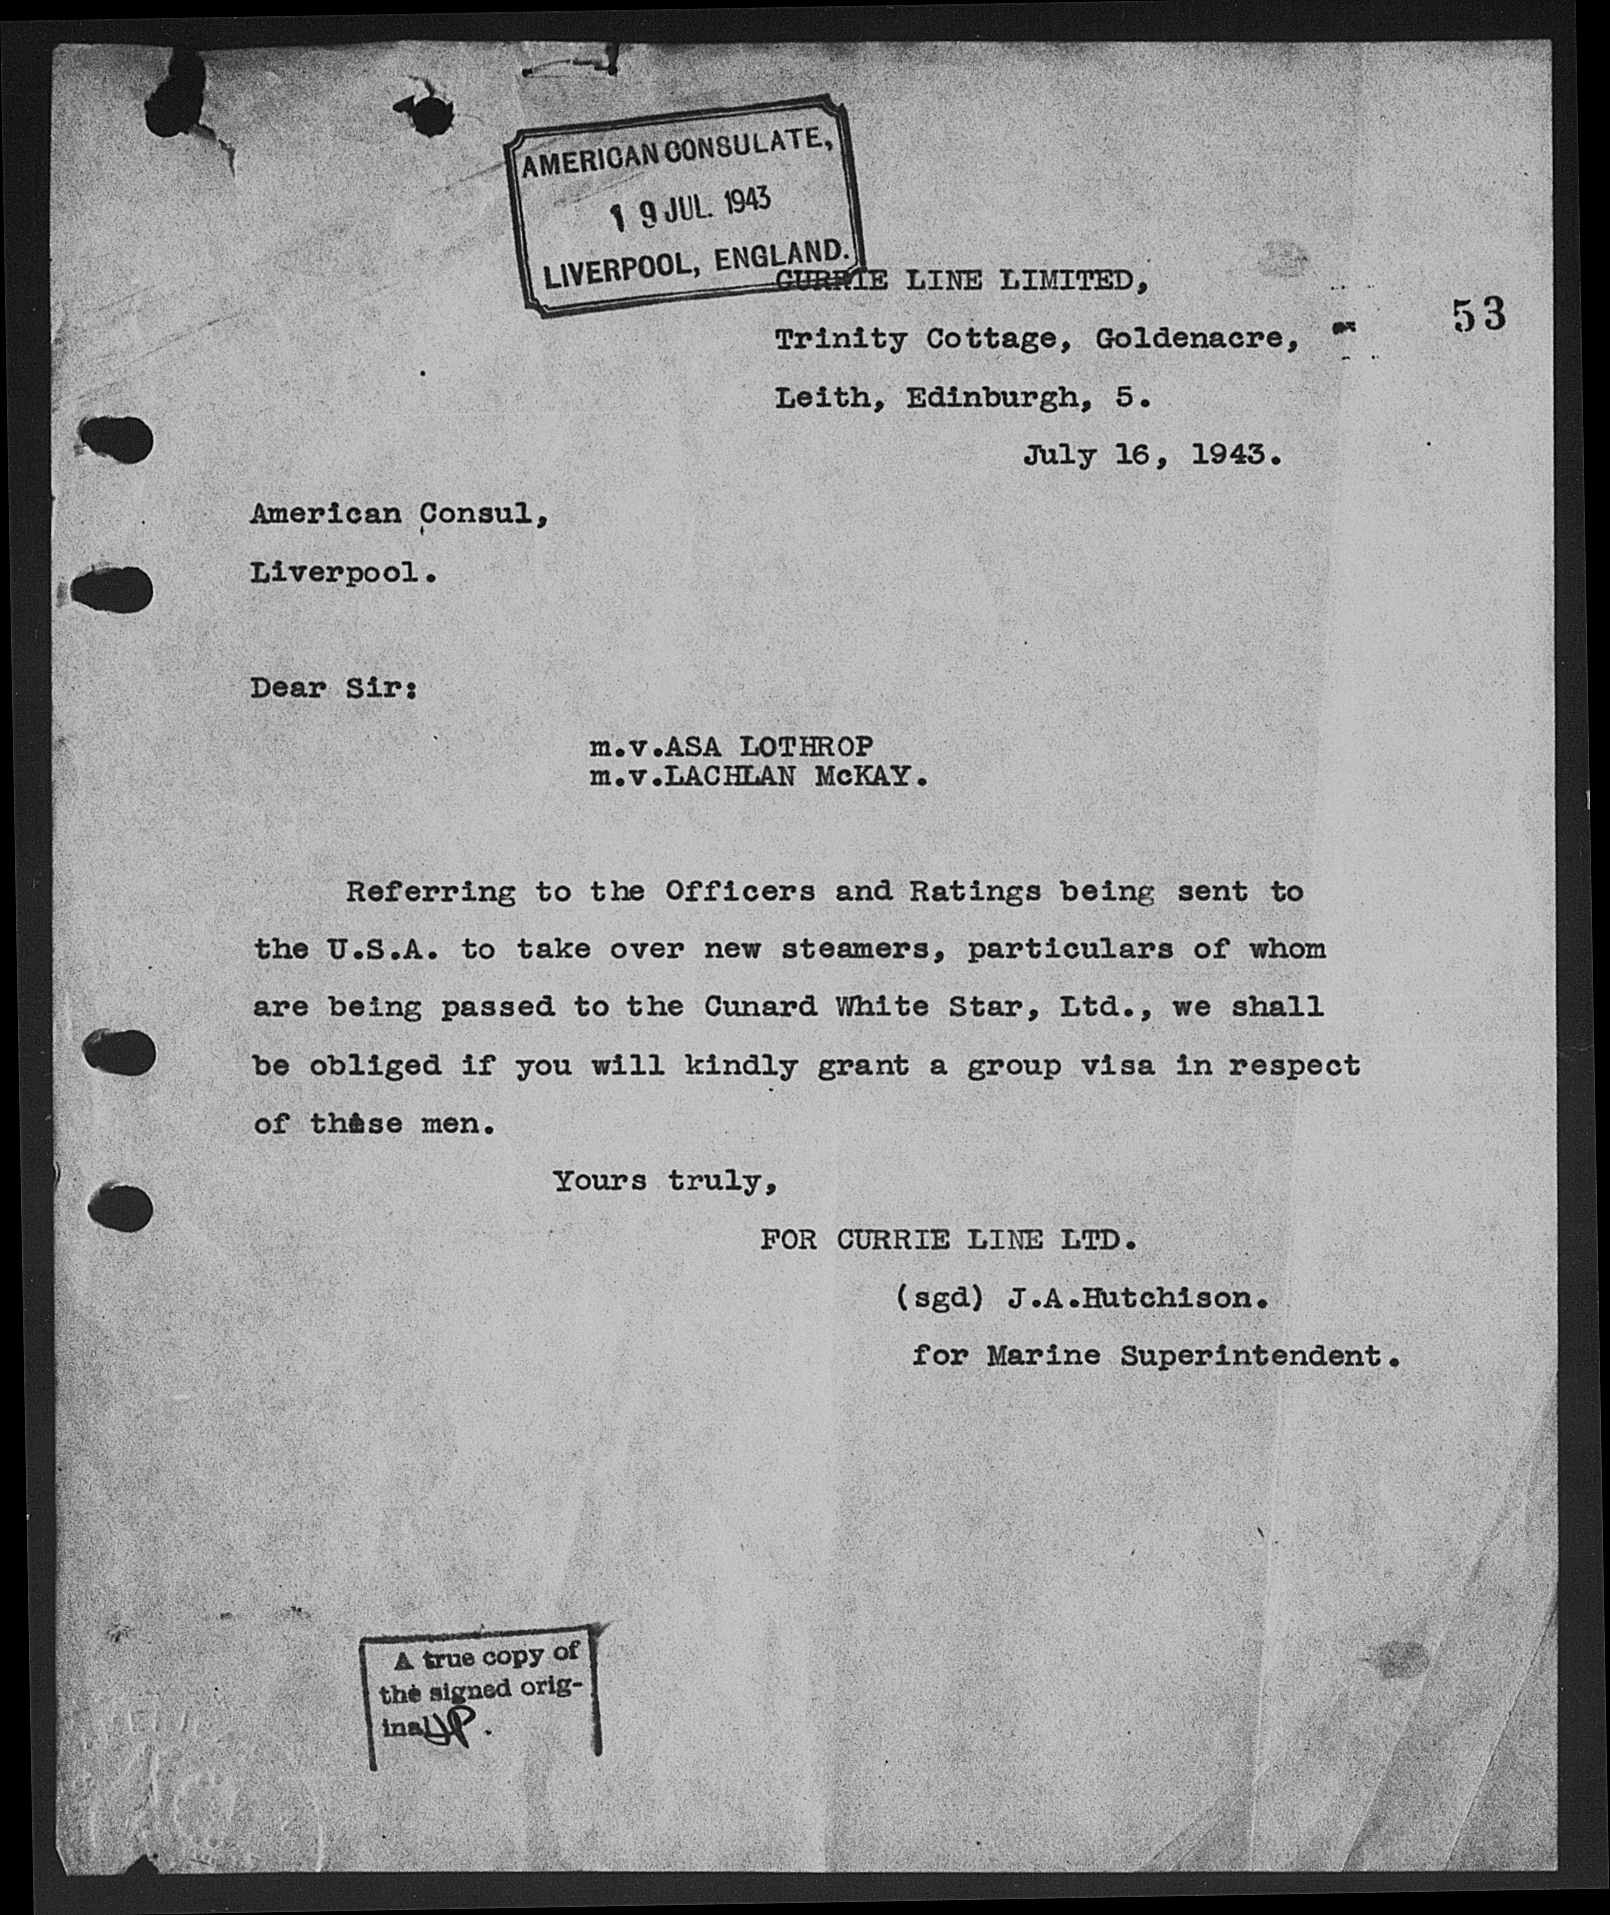 AMERICAN CONSULATE,
19 JUL. 1943
LIVERPOOL, ENGLAND.
CURRIE LINE LIMITED,
53
Trinity Cottage, Goldenacre,
Leith, Edinburgh, 5.
July 16, 1943.
American Consul,
Liverpool.
Dear Sir:
m.v.ASA LOTHROP
m.v.LACHLAN McKAY.
Referring to the Officers and Ratings being sent to
the U.S.A. to take over new steamers, particulars of whom
are being passed to the Cunard White Star, Ltd., we shall
be obliged if you will kindly grant a group visa in respect
of these men.
Yours truly,
FOR CURRIE LINE LTD.
(sgd) J.A.Hutchison.
for Marine Superintendent.
A true copy of
the signed orig-
inal